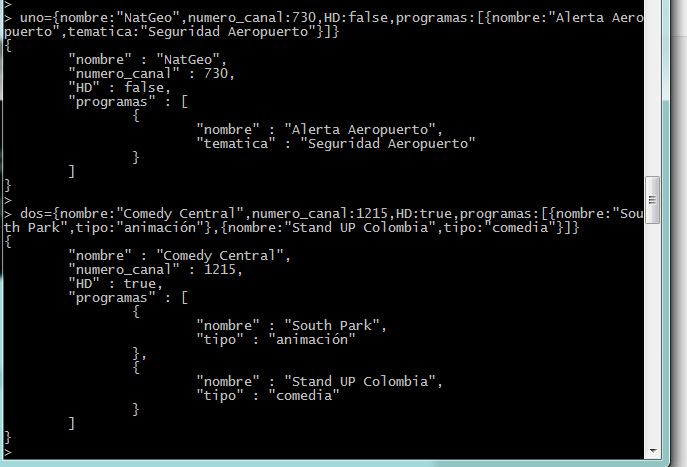 >
> uno={nombre:"NatGeo",numero_canal:730,HD:false,programas:[{nombre:"Alerta Aero
puerto",tematica:"Seguridad Aeropuerto"}]}
{
        "nombre" : "NatGeo",
        "numero_canal" : 730,
        "HD" : false,
        "programas" : [
                {
                        "nombre" : "Alerta Aeropuerto",
                        "tematica" : "Seguridad Aeropuerto"
                }
        ]
}
>
> dos={nombre:"Comedy Central",numero_canal:1215,HD:true,programas:[{nombre:"Sou
th Park",tipo:"animación"},{nombre:"Stand UP Colombia",tipo:"comedia"}]}
{
        "nombre" : "Comedy Central",
        "numero_canal" : 1215,
        "HD" : true,
        "programas" : [
                {
                        "nombre" : "South Park",
                        "tipo" : "animación"
                },
                {
                        "nombre" : "Stand UP Colombia",
                        "tipo" : "comedia"
                }
        ]
}
>